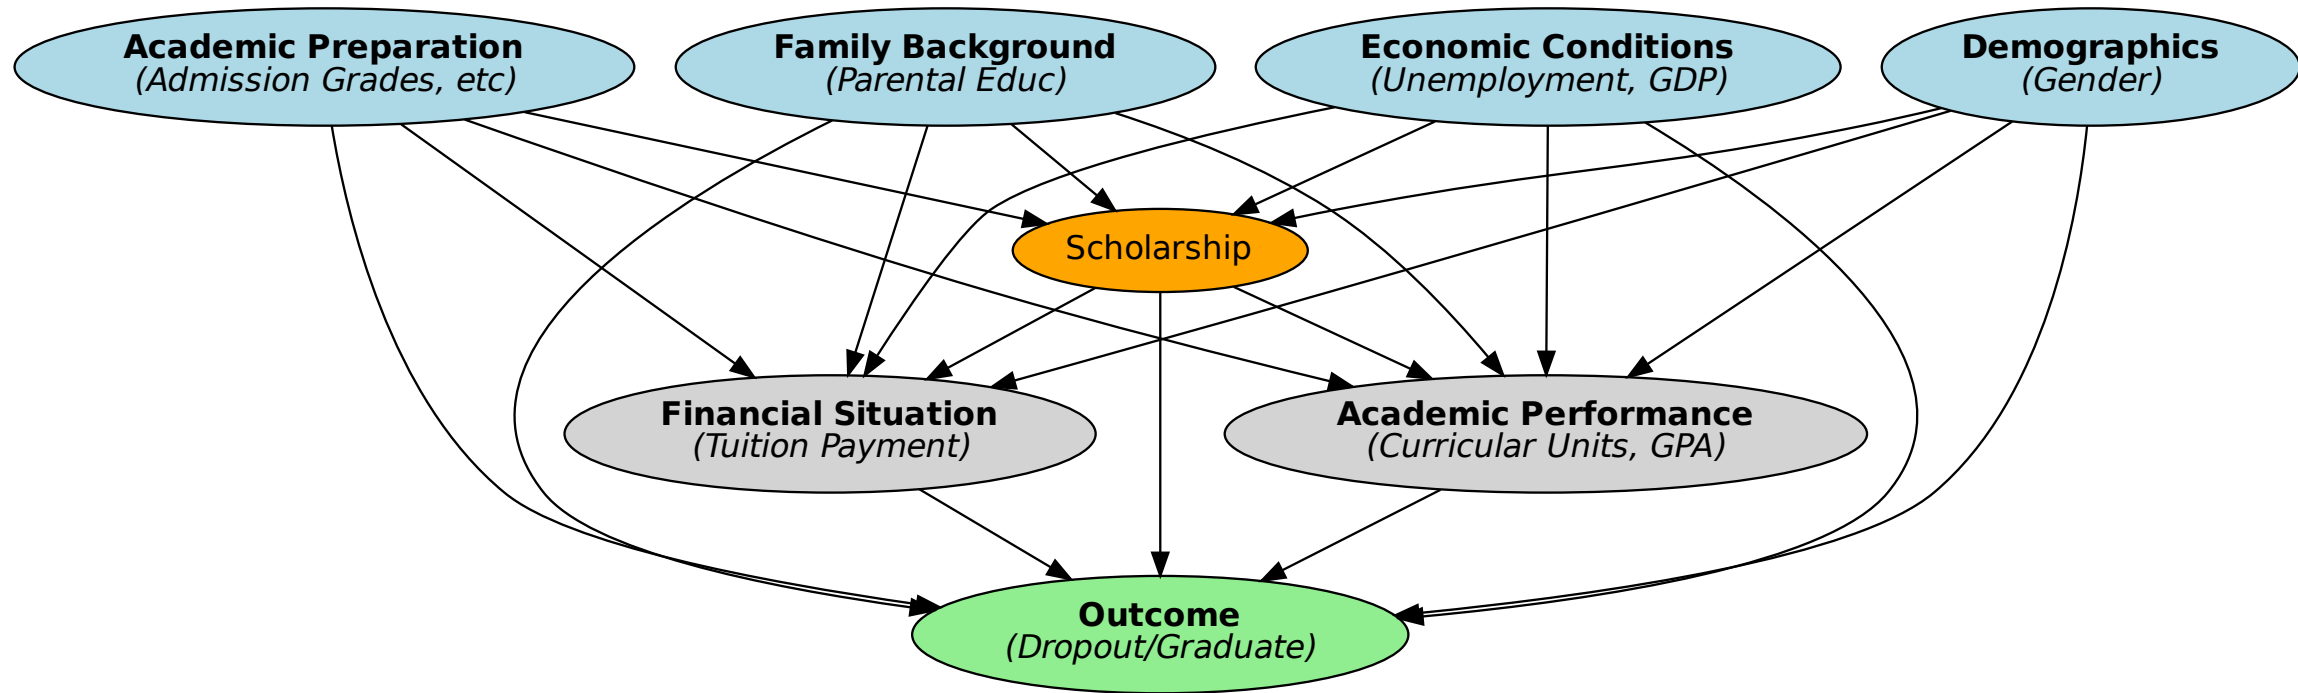 Academic Preparation
(Admission Grades, etc)
Family Background
(Parental Educ)
Economic Conditions
(Unemployment, GDP)
Demographics
(Gender)
Scholarship
Financial Situation
(Tuition Payment)
Academic Performance
(Curricular Units, GPA)
Outcome
(Dropout/Graduate)